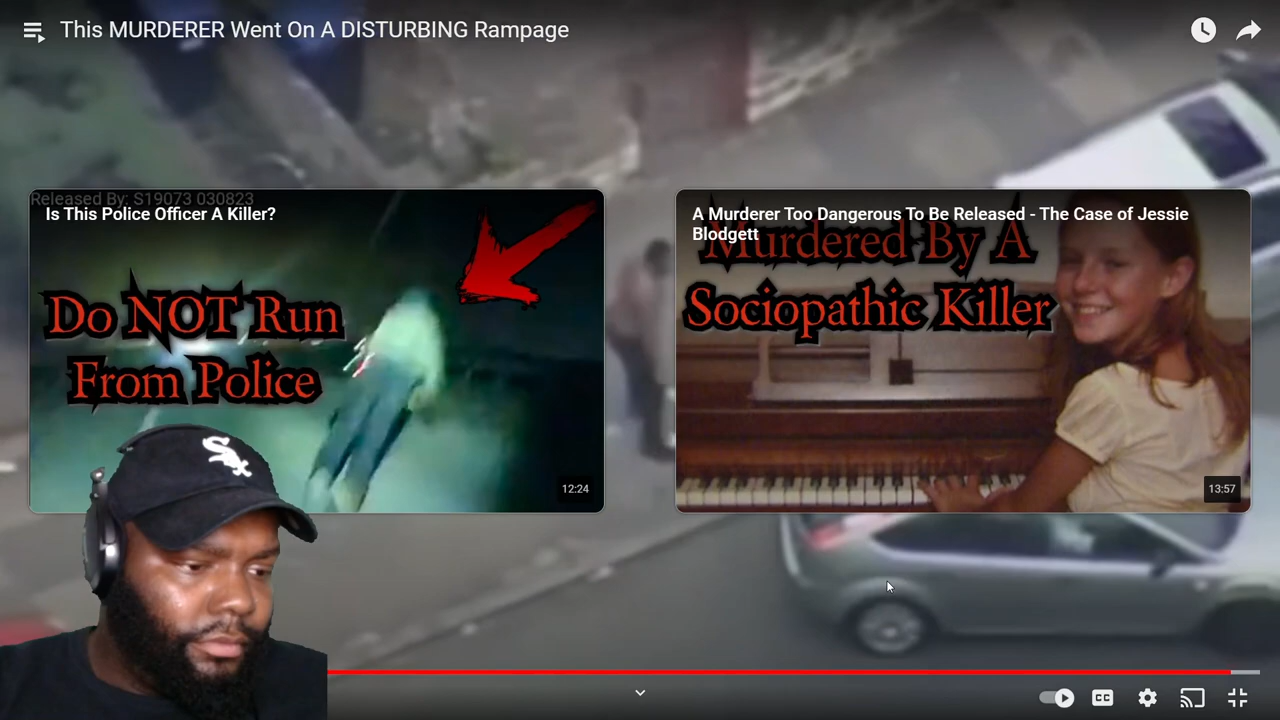 This MURDERER Went On A DISTURBING Rampage
Released By: S19073 030823
Is This Police Officer A Killer?
Do NOT Run
From Police
12:24
A Murderer Too Dangerous To Be Released - The Case of Jessie
Blodgett
Murdered By A
Sociopathic Killer
13:57
Sox
CC